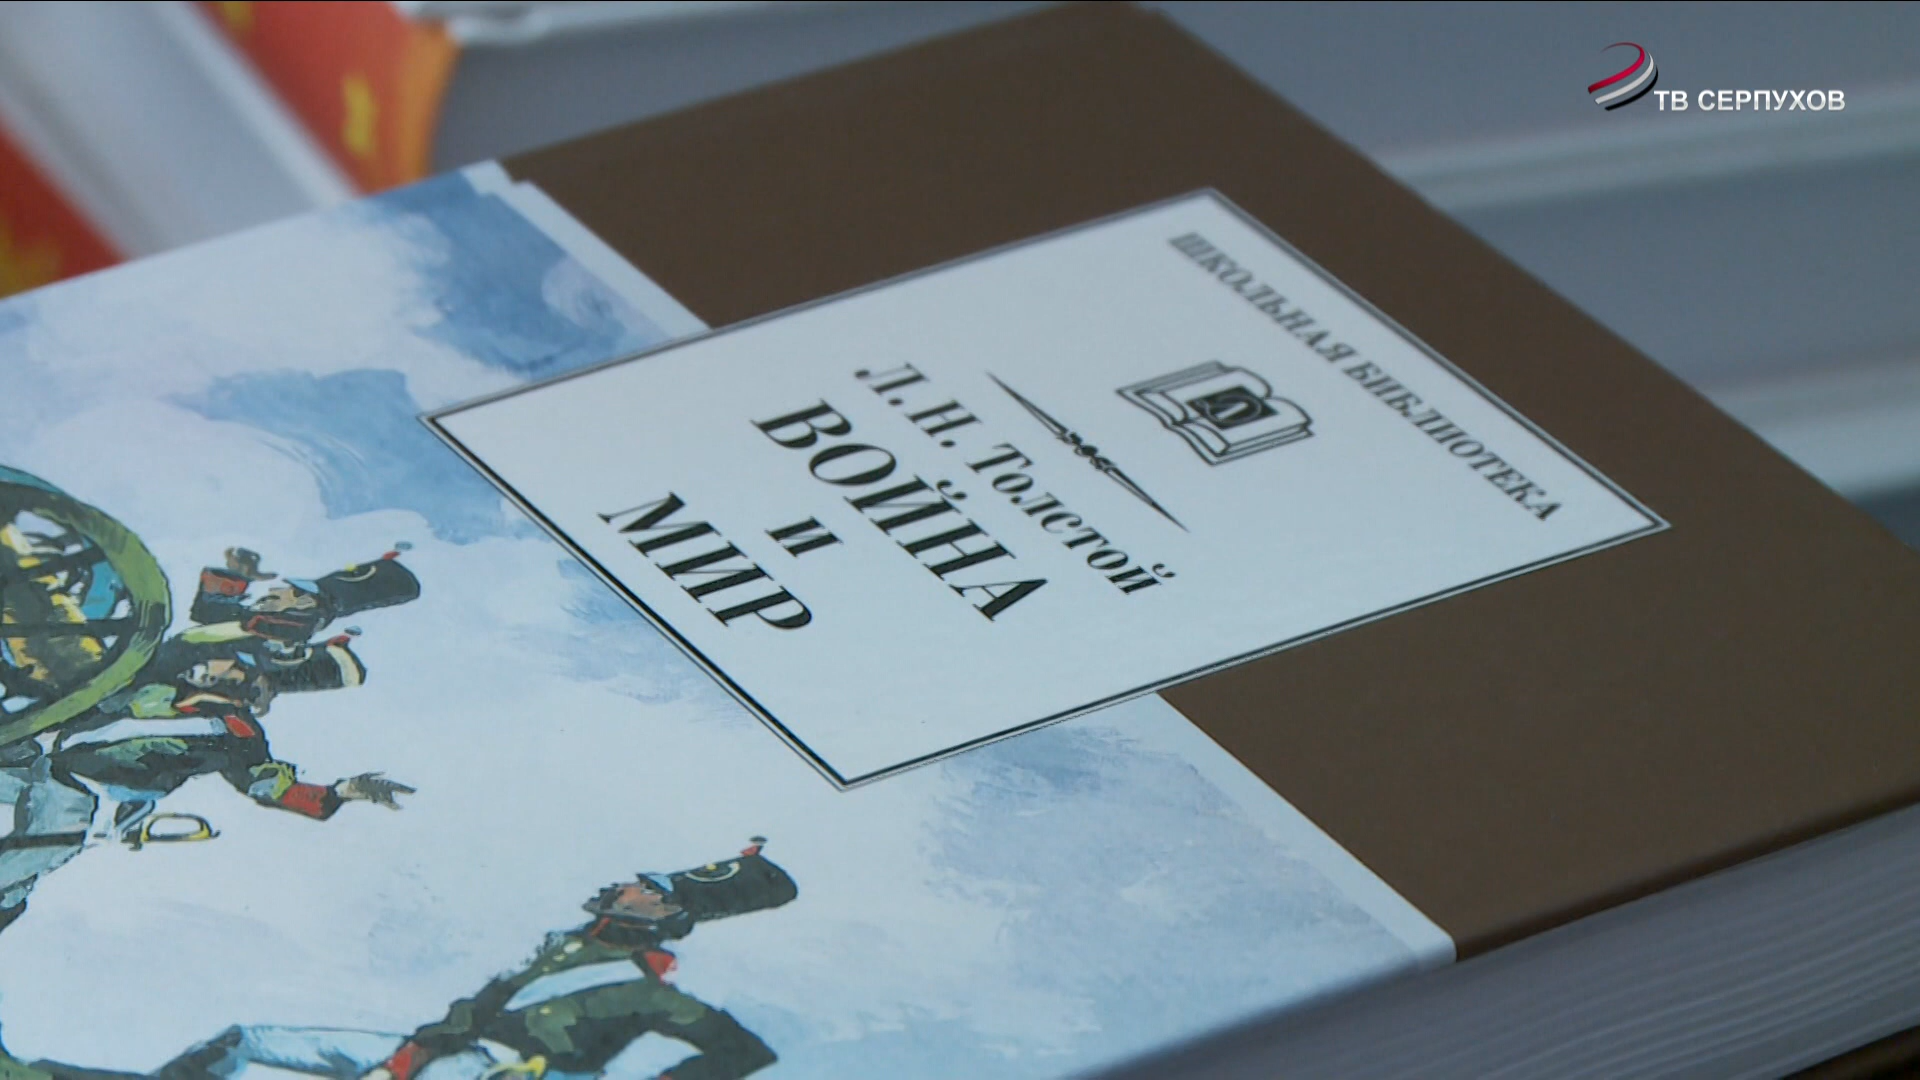 ТВ СЕРПУХОВ
ШКОЛЬНАЯ БИБЛИОТЕКА
Л. Н. Толстой
ВОЙНА
И
МИР